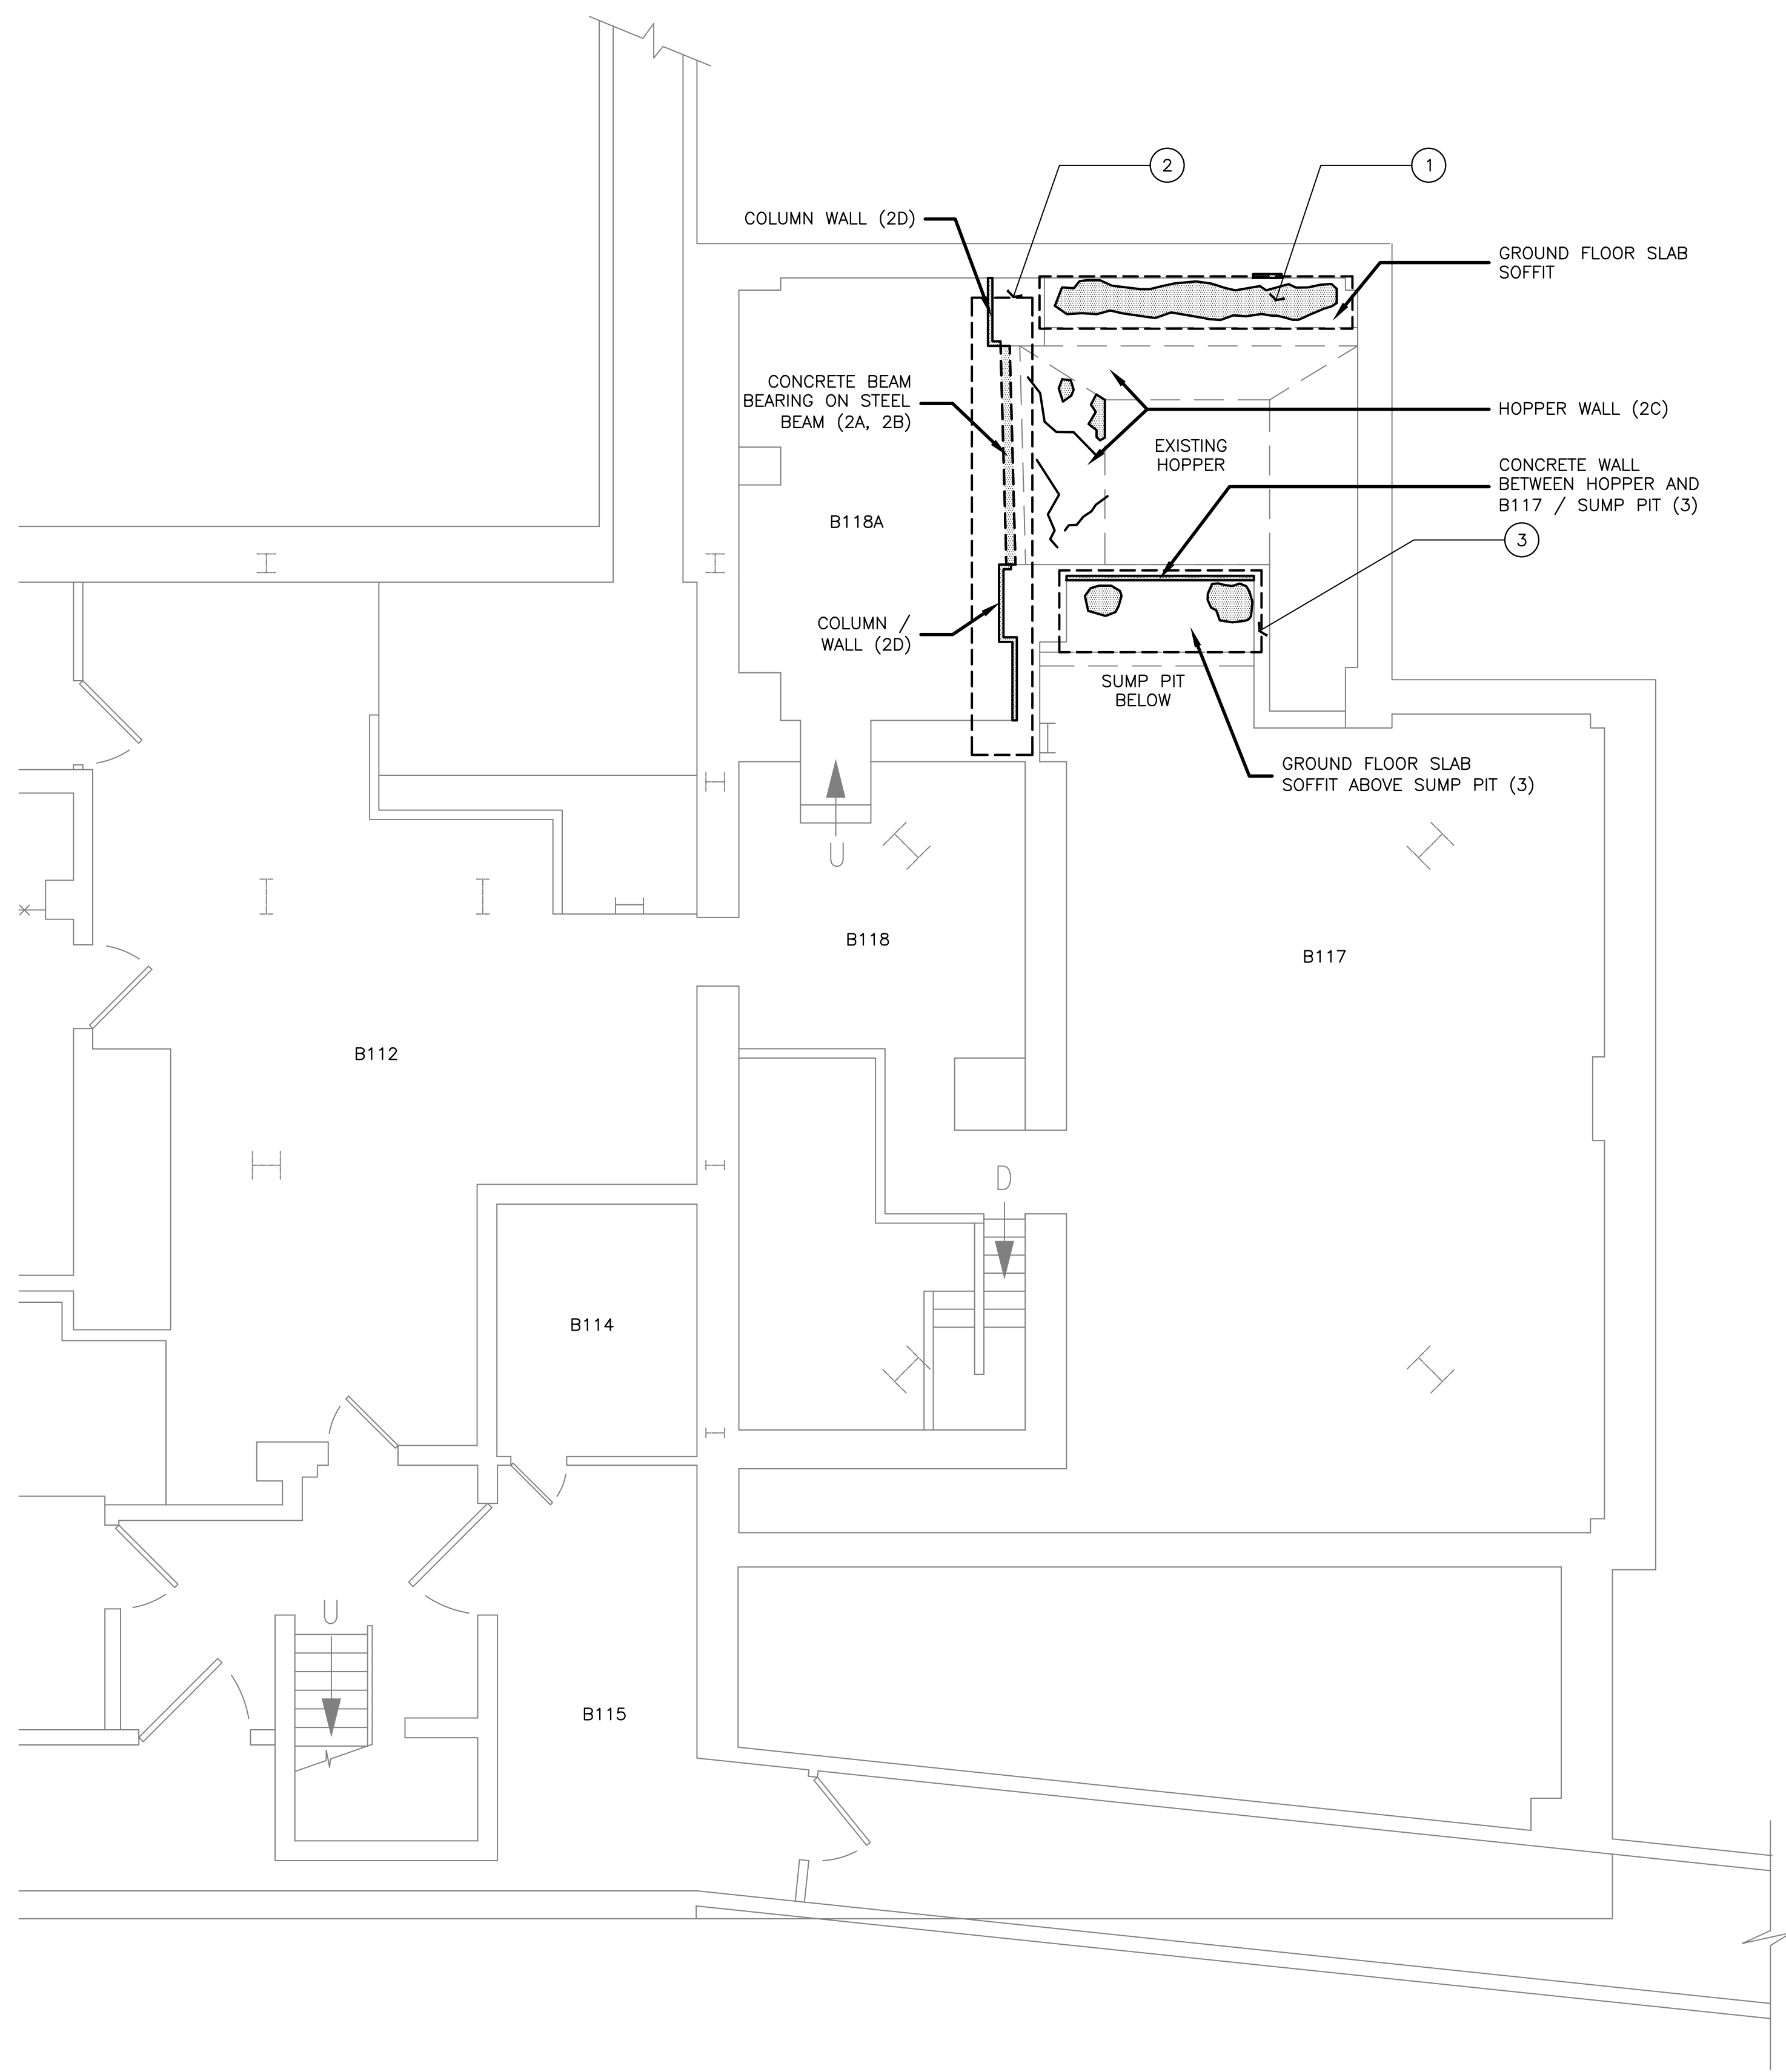 2
1
COLUMN WALL (2D)
GROUND FLOOR SLAB
SOFFIT
CONCRETE BEAM
BEARING ON STEEL
BEAM (2A, 2B)
HOPPER WALL (2C)
EXISTING
HOPPER
CONCRETE WALL
BETWEEN HOPPER AND
B117 / SUMP PIT (3)
B118A
3
COLUMN /
WALL (2D)
SUMP PIT
BELOW
GROUND FLOOR SLAB
SOFFIT ABOVE SUMP PIT (3)
U
B118
B117
B112
D
B114
U
B115